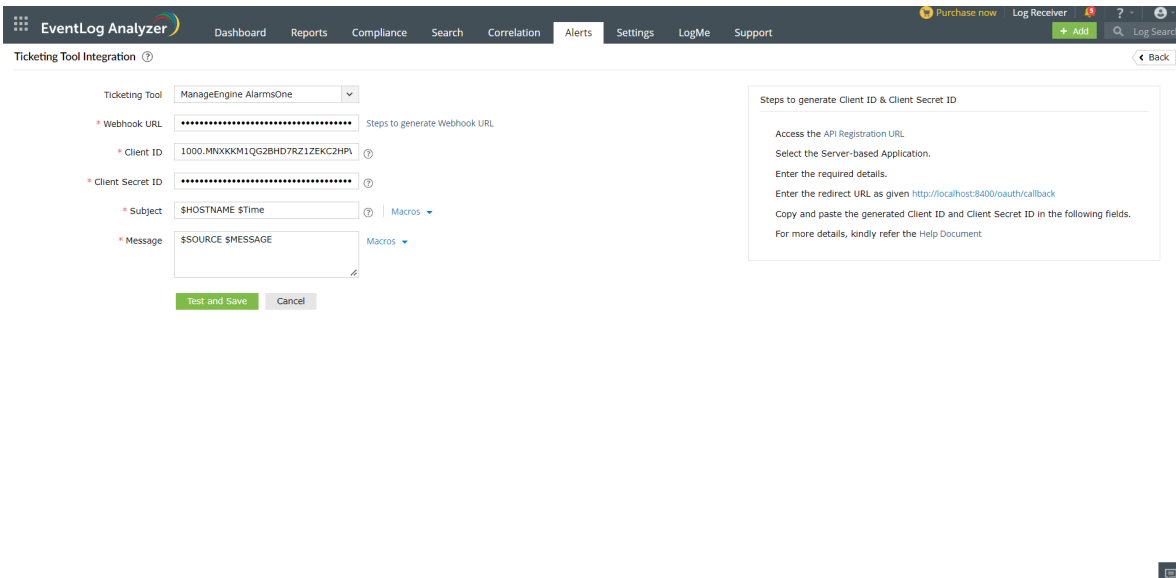 Purchase now Log Receiver 5 ?
EventLog Analyzer Dashboard Reports Compliance Search Correlation Alerts Settings LogMe Support + Add Log Search
Ticketing Tool Integration ? Back
Ticketing Tool ManageEngine AlarmsOne
* Webhook URL •••••••••••••••••••••••••••••••••••• Steps to generate Webhook URL
* Client ID 1000.MNXKKM1QG2BHD7RZ1ZEKC2HPV ?
* Client Secret ID •••••••••••••••••••••••••••••••••••• ?
* Subject $HOSTNAME $Time ? Macros
* Message $SOURCE $MESSAGE Macros
Test and Save Cancel
Steps to generate Client ID & Client Secret ID
Access the API Registration URL
Select the Server-based Application.
Enter the required details.
Enter the redirect URL as given http://localhost:8400/oauth/callback
Copy and paste the generated Client ID and Client Secret ID in the following fields.
For more details, kindly refer the Help Document